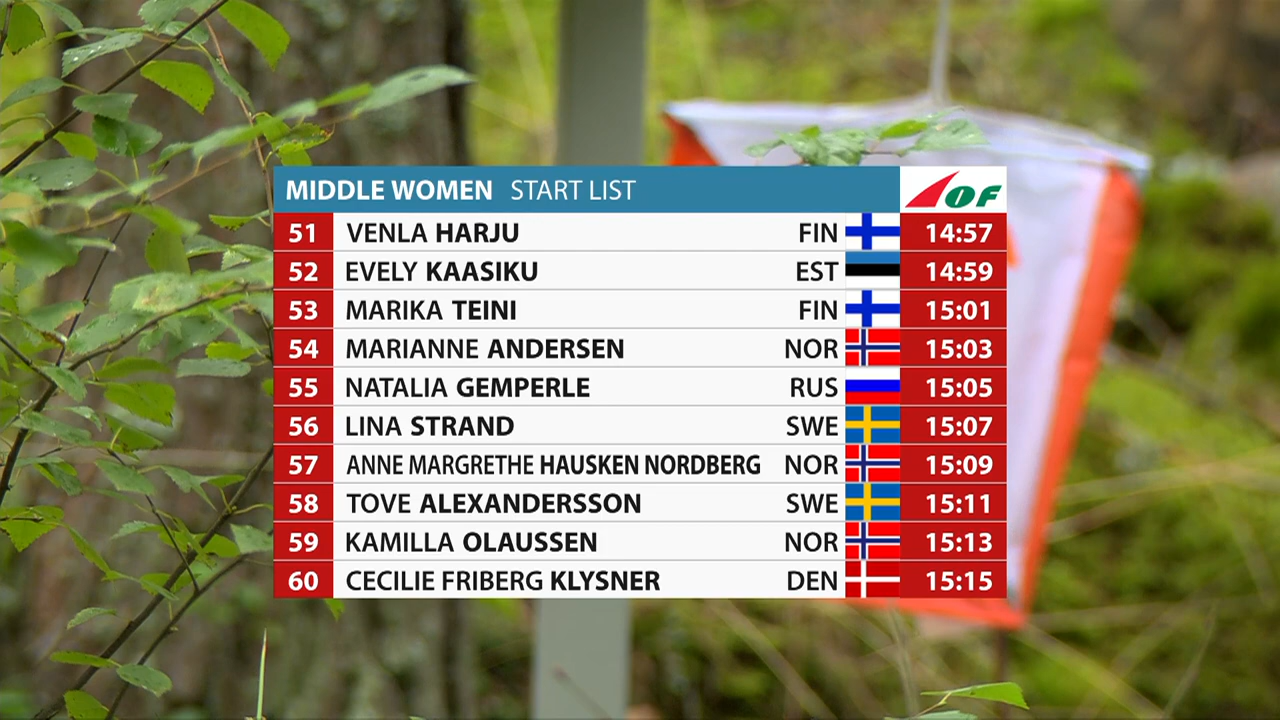 MIDDLE WOMEN START LIST IOF
51 VENLA HARJU FIN 14:57
52 EVELY KAASIKU EST 14:59
53 MARIKA TEINI FIN 15:01
54 MARIANNE ANDERSEN NOR 15:03
55 NATALIA GEMPERLE RUS 15:05
56 LINA STRAND SWE 15:07
57 ANNE MARGRETHE HAUSKEN NORDBERG NOR 15:09
58 TOVE ALEXANDERSSON SWE 15:11
59 KAMILLA OLAUSSEN NOR 15:13
60 CECILIE FRIBERG KLYSNER DEN 15:15